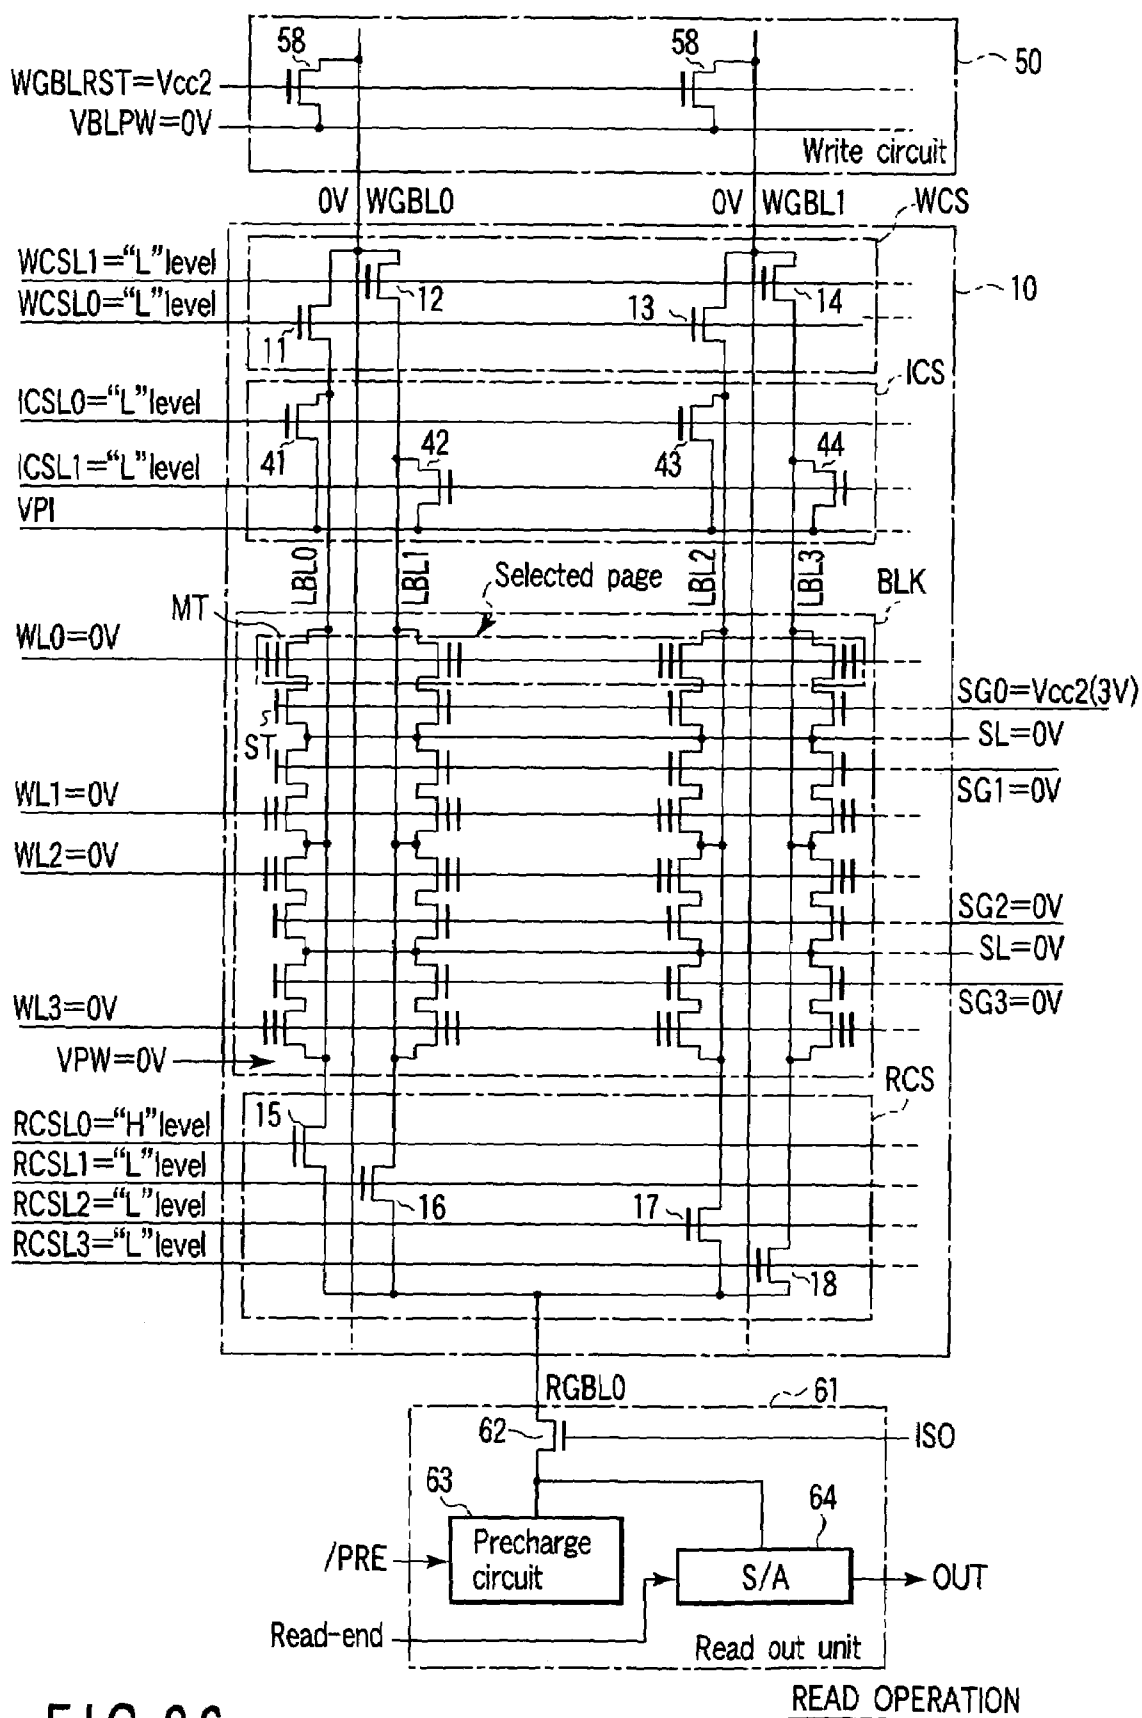 58
58
50
WGBLRST=Vcc2
VBLPW=0V
Write circuit
0V WGBL0
0V WGBL1
WCS
WCSL1="L"level
WCSL0="L"level
12
14
13
11
10
ICS
ICSL0="L"level
ICSL1="L"level
41
42
43
44
VPI
LBL0
LBL1
LBL2
LBL3
Selected page
BLK
MT
WL0=0V
SG0=Vcc2(3V)
ST
SL=0V
WL1=0V
SG1=0V
WL2=0V
SG2=0V
SL=0V
WL3=0V
SG3=0V
VPW=0V
RCS
RCSL0="H"level
15
RCSL1="L"level
RCSL2="L"level
16
17
RCSL3="L"level
18
RGBL0
61
62
ISO
63
64
/PRE
Precharge
circuit
S/A
OUT
Read-end
Read out unit
READ OPERATION